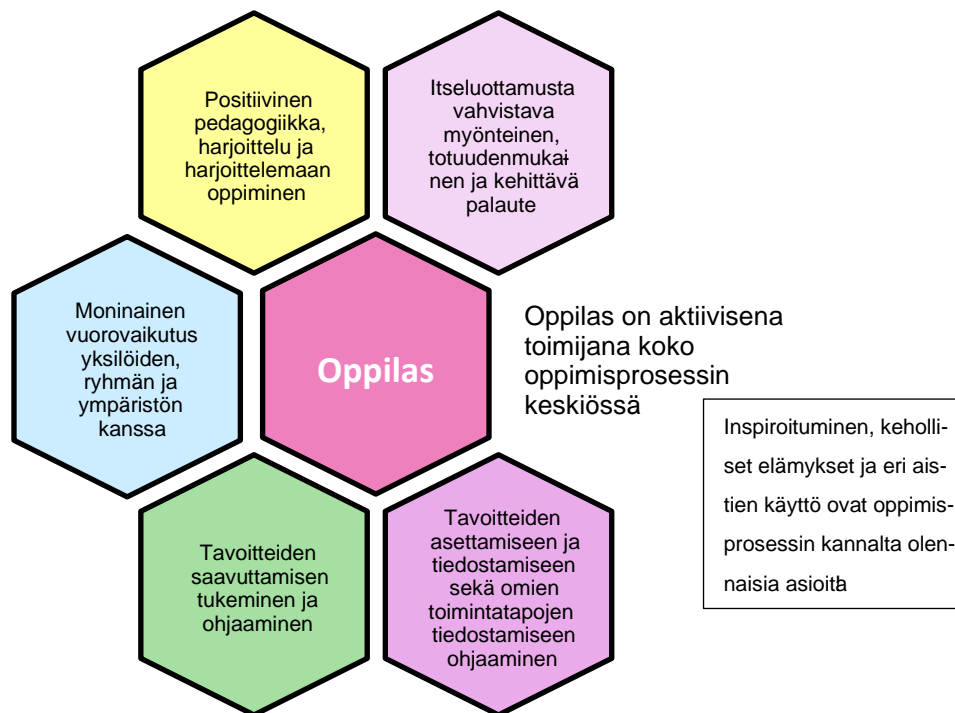 Positiivinen
pedagogiikka,
harjoittelu ja
harjoittelemaan
oppiminen
Itseluottamusta
vahvistava
myönteinen,
totuudenmukai
nen ja kehittävä
palaute
Moninainen
vuorovaikutus
yksilöiden,
ryhmän ja
ympäristön
kanssa
Oppilas
Oppilas on aktiivisena
toimijana koko
oppimisprosessin
keskiössä
Inspiroituminen, keholli-
set elämykset ja eri ais-
tien käyttö ovat oppimis-
prosessin kannalta olen-
naisia asioita
Tavoitteiden
saavuttamisen
tukeminen ja
ohjaaminen
Tavoitteiden
asettamiseen ja
tiedostamiseen
sekä omien
toimintatapojen
tiedostamiseen
ohjaaminen